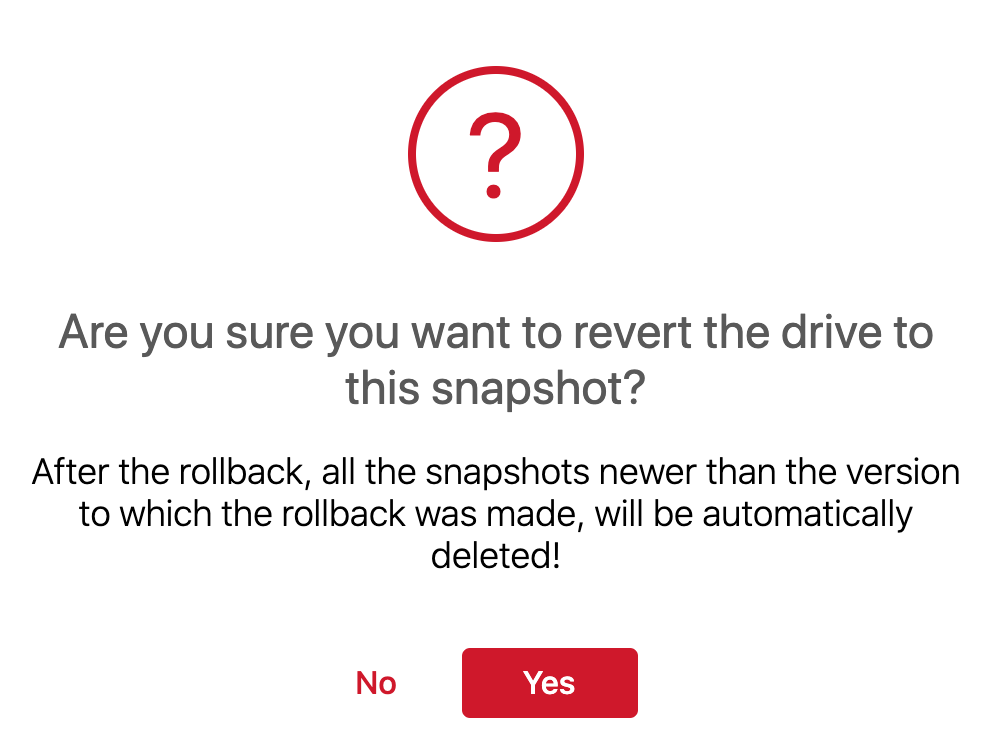 ?
Are you sure you want to revert the drive to
this snapshot?
After the rollback, all the snapshots newer than the version
to which the rollback was made, will be automatically
deleted!
No
Yes